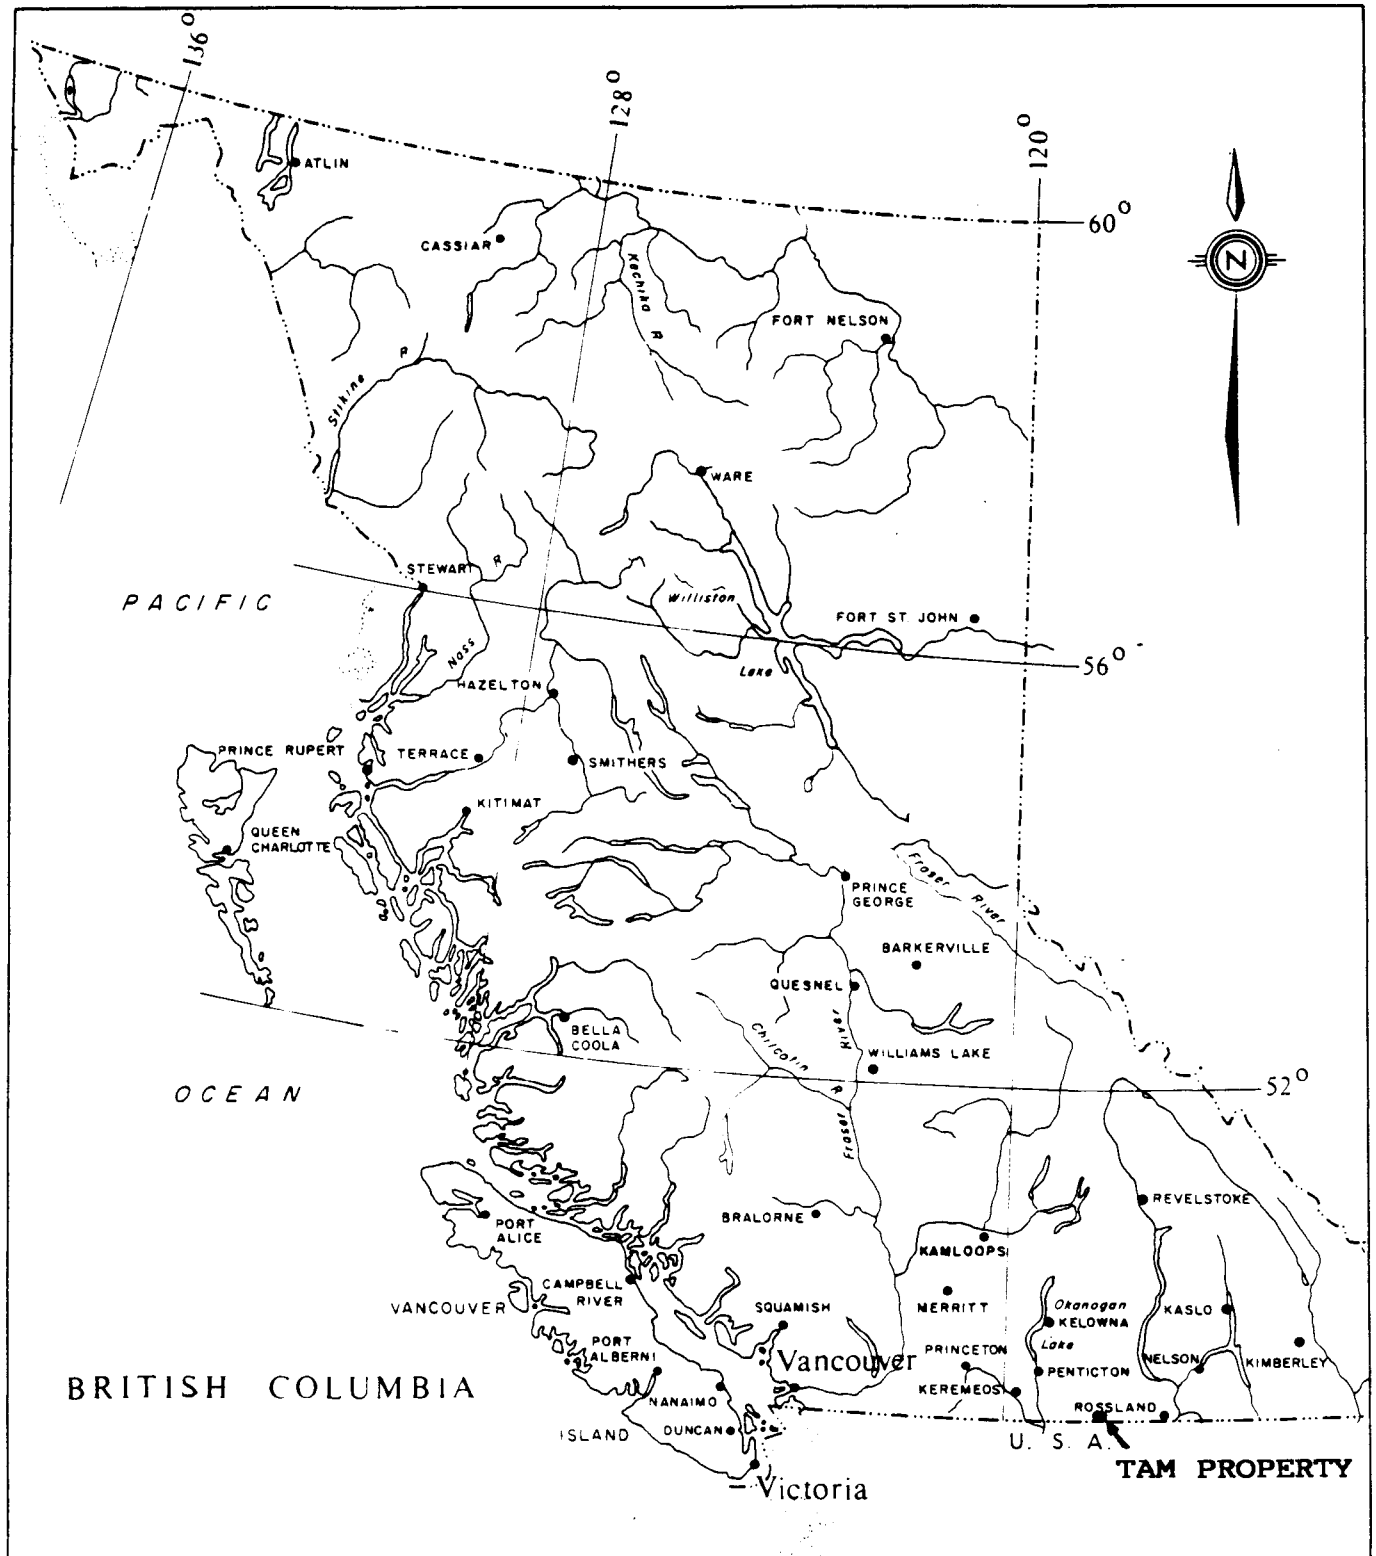 136°
128°
120°
ATLIN
60°
CASSIAR
Kechika R
N
FORT NELSON
Stikine R
WARE
STEWART
R
PACIFIC
Williston
FORT ST. JOHN
Nass
Lake
56°
HAZELTON
PRINCE RUPERT
TERRACE
SMITHERS
KITIMAT
QUEEN
CHARLOTTE
Fraser River
PRINCE
GEORGE
BARKERVILLE
QUESNEL
BELLA
COOLA
Chilcotin R
River
WILLIAMS LAKE
OCEAN
52°
Fraser
REVELSTOKE
BRALORNE
PORT
ALICE
KAMLOOPS
CAMPBELL
RIVER
VANCOUVER
SQUAMISH
MERRITT
Okanogan
KELOWNA
KASLO
PORT
ALBERNI
Vancouver
PRINCETON
Lake
PENTICTON
NELSON
KIMBERLEY
BRITISH COLUMBIA
NANAIMO
KEREMEOS
ROSSLAND
ISLAND
DUNCAN
U. S. A.
TAM PROPERTY
Victoria